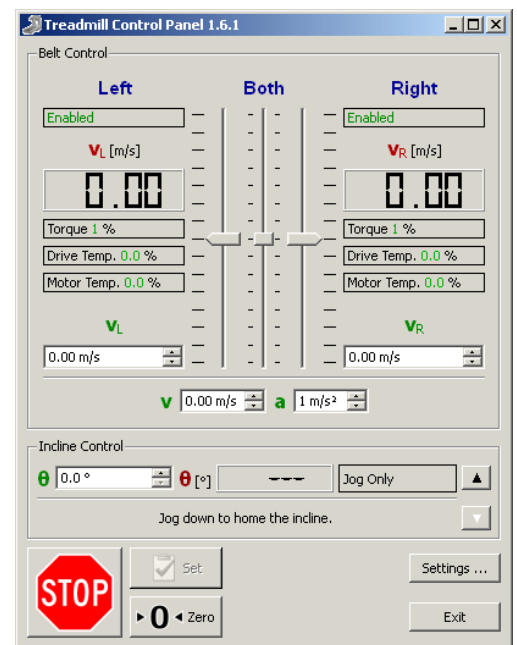 Treadmill Control Panel 1.6.1
Belt Control
Left Both Right
Enabled Enabled
VL [m/s] VR [m/s]
0.00 0.00
Torque 1 % Torque 1 %
Drive Temp. 0.0 % Drive Temp. 0.0 %
Motor Temp. 0.0 % Motor Temp. 0.0 %
VL VR
0.00 m/s 0.00 m/s
v 0.00 m/s a 1 m/s²
Incline Control
θ 0.0 ° θ [°] --- Jog Only
Jog down to home the incline.
STOP Set Settings ...
0 Zero Exit